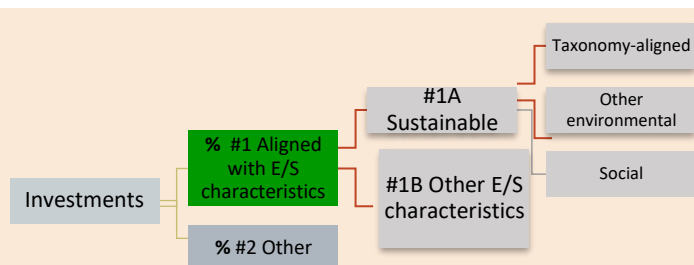 Investments
% #1 Aligned
with E/S
characteristics
% #2 Other
#1A
Sustainable
#1B Other E/S
characteristics
Taxonomy-aligned
Other
environmental
Social